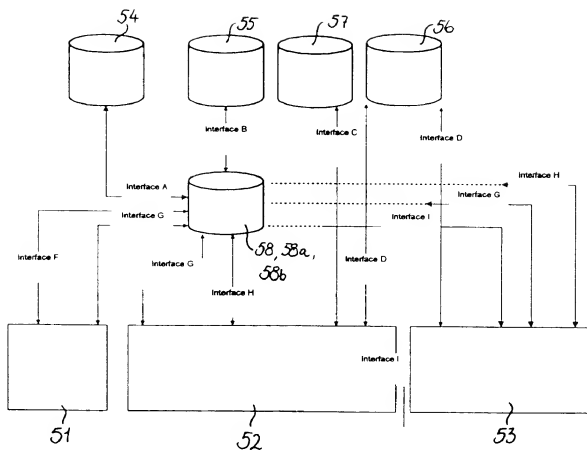 54
55
57
56
Interface B
Interface C
Interface D
Interface A
Interface H
Interface G
Interface G
Interface I
Interface F
58, 58a,
58b
Interface G
Interface D
Interface H
Interface I
51
52
53